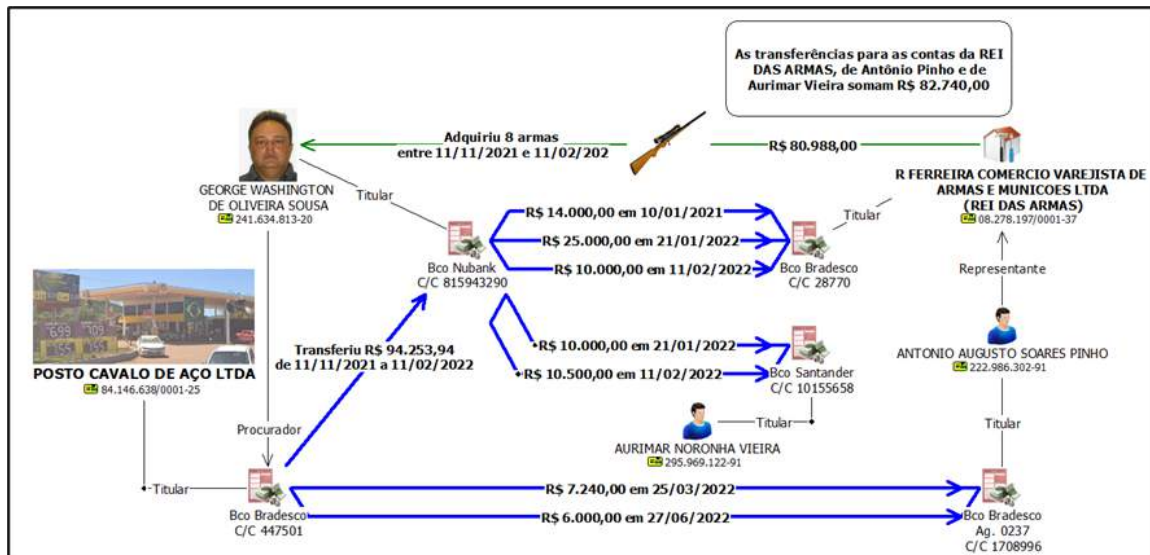 As transferências para as contas da REI
DAS ARMAS, de Antônio Pinho e de
Aurimar Vieira somam R$ 82.740,00
Adquiriu 8 armas
entre 11/11/2021 e 11/02/202
R$ 80.988,00
GEORGE WASHINGTON
DE OLIVEIRA SOUSA
241.634.813-20
Titular
R FERREIRA COMERCIO VAREJISTA DE
ARMAS E MUNICOES LTDA
(REI DAS ARMAS)
08.278.197/0001-37
Titular
R$ 14.000,00 em 10/01/2021
R$ 25.000,00 em 21/01/2022
R$ 10.000,00 em 11/02/2022
Bco Nubank
C/C 815943290
Bco Bradesco
C/C 28770
Representante
6,99
7,09
POSTO CAVALO DE AÇO LTDA
84.146.638/0001-25
Transferiu R$ 94.253,94
de 11/11/2021 a 11/02/2022
R$ 10.000,00 em 21/01/2022
R$ 10.500,00 em 11/02/2022
Bco Santander
C/C 10155658
ANTONIO AUGUSTO SOARES PINHO
222.986.302-91
Procurador
AURIMAR NORONHA VIEIRA
295.969.122-91
Titular
Titular
Titular
Bco Bradesco
C/C 447501
R$ 7.240,00 em 25/03/2022
R$ 6.000,00 em 27/06/2022
Bco Bradesco
Ag. 0237
C/C 1708996